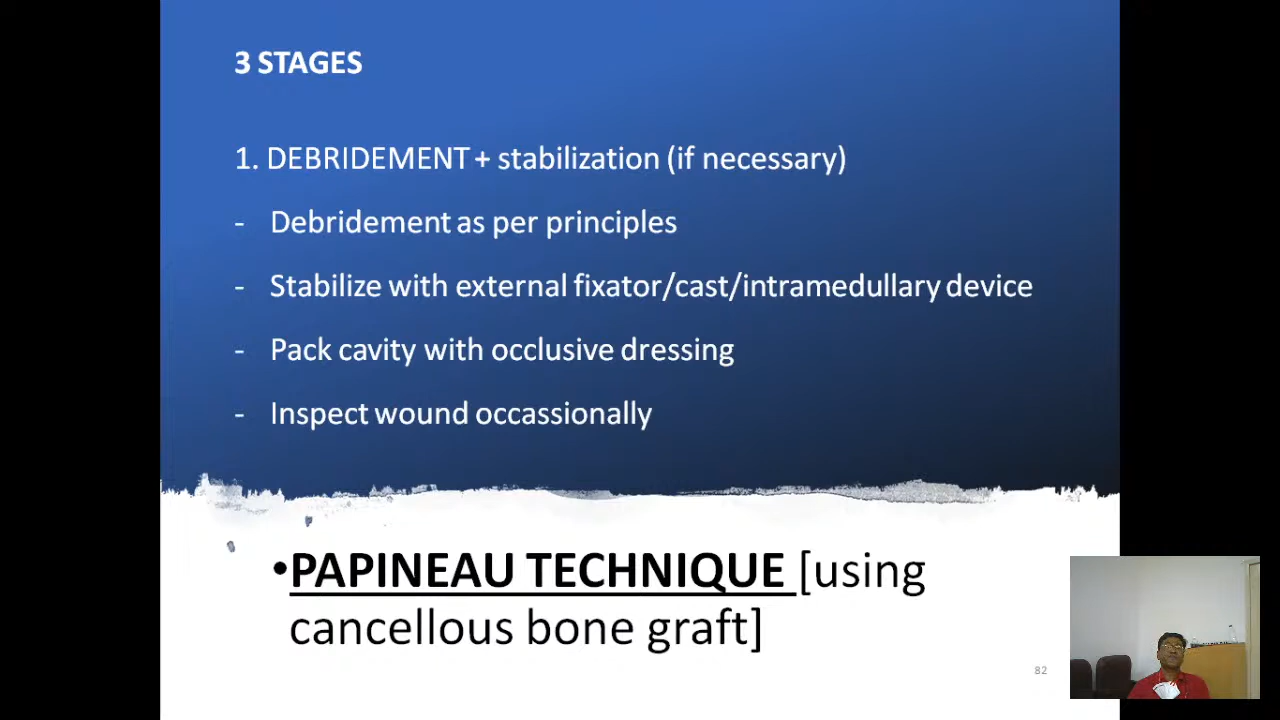 3 STAGES
1. DEBRIDEMENT + stabilization (if necessary)
- Debridement as per principles
- Stabilize with external fixator/cast/intramedullary device
- Pack cavity with occlusive dressing
- Inspect wound occassionally
•PAPINEAU TECHNIQUE [using
cancellous bone graft]
82